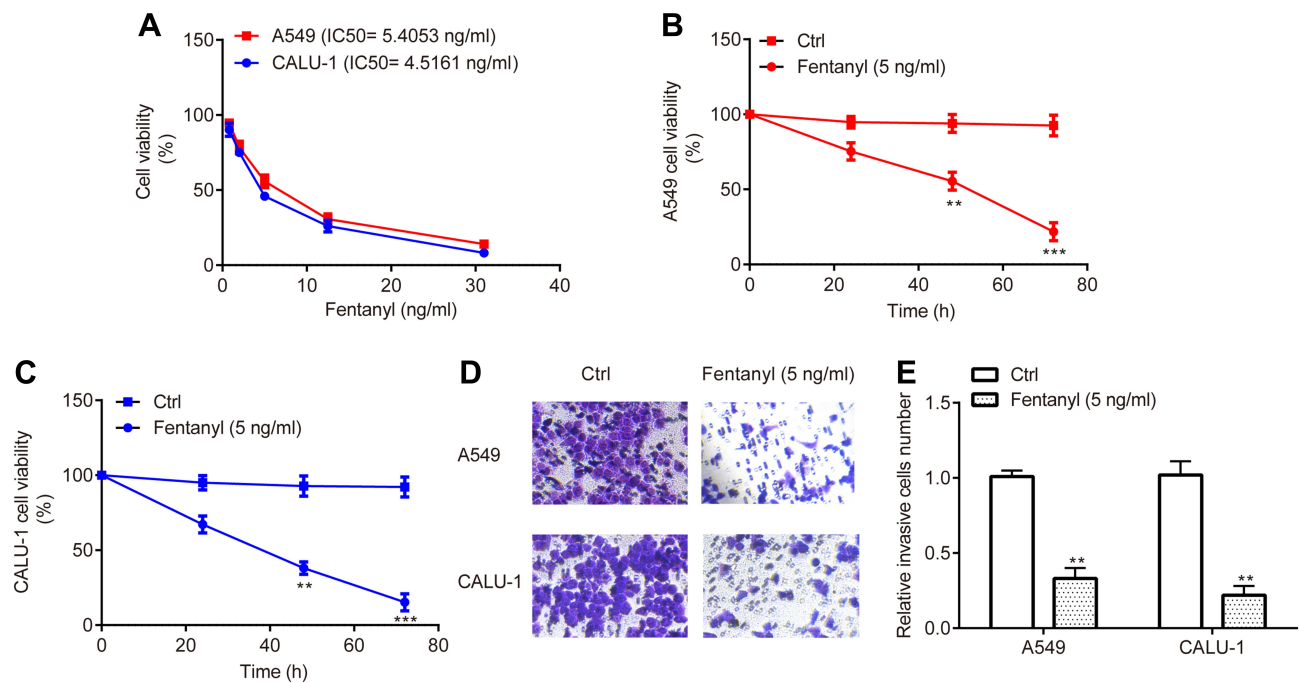 A
A549 (IC50= 5.4053 ng/ml)
CALU-1 (IC50= 4.5161 ng/ml)
Cell viability
(%)
150
100
50
0
0 10 20 30 40
Fentanyl (ng/ml)
B
Ctrl
Fentanyl (5 ng/ml)
A549 cell viability
(%)
150
100
50
0
**
***
0 20 40 60 80
Time (h)
C
Ctrl
Fentanyl (5 ng/ml)
CALU-1 cell viability
(%)
150
100
50
0
**
***
0 20 40 60 80
Time (h)
D
Ctrl Fentanyl (5 ng/ml)
A549
CALU-1
E
Ctrl
Fentanyl (5 ng/ml)
Relative invasive cells number
1.5
1.0
0.5
0.0
**
**
A549 CALU-1